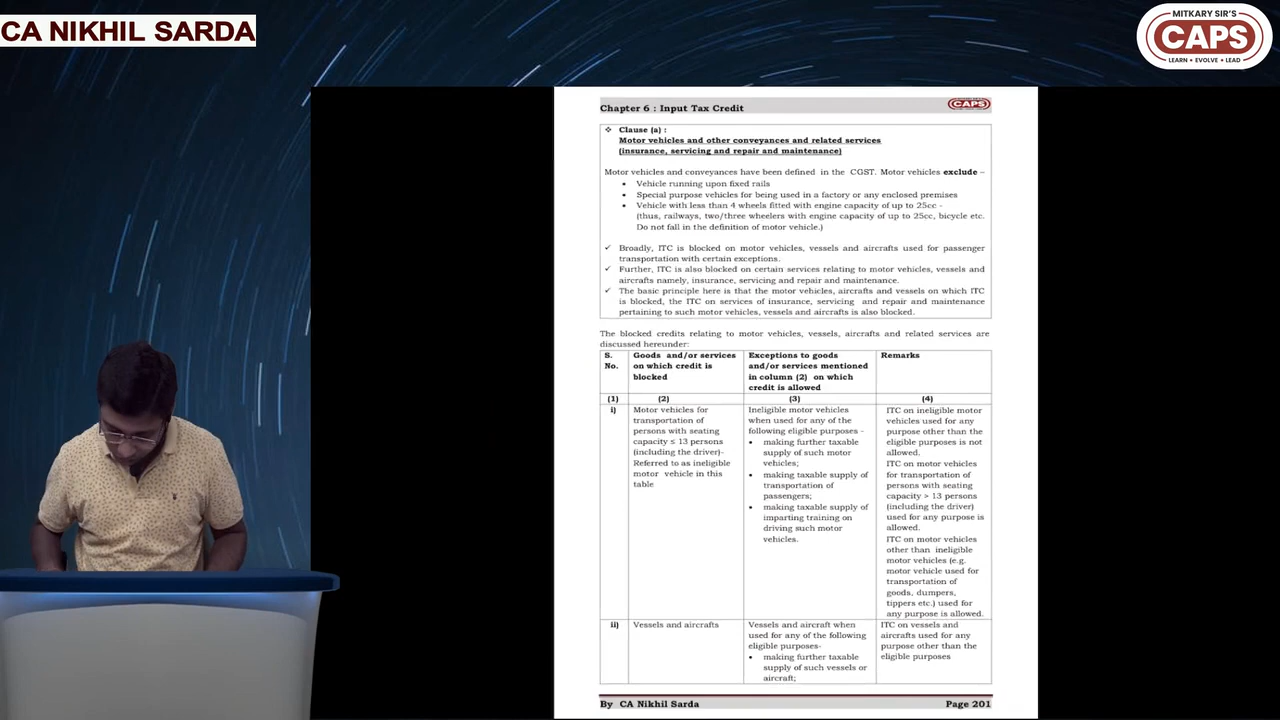 CA NIKHIL SARDA
MITKARY SIR'S
CAPS
LEARN • EVOLVE • LEAD
Chapter 6 : Input Tax Credit
CAPS
❖ Clause (a) :
Motor vehicles and other conveyances and related services
(insurance, servicing and repair and maintenance)
Motor vehicles and conveyances have been defined in the CGST. Motor vehicles exclude –
• Vehicle running upon fixed rails
• Special purpose vehicles for being used in a factory or any enclosed premises
• Vehicle with less than 4 wheels fitted with engine capacity of up to 25cc -
(thus, railways, two/three wheelers with engine capacity of up to 25cc, bicycle etc.
Do not fall in the definition of motor vehicle.)
✓ Broadly, ITC is blocked on motor vehicles, vessels and aircrafts used for passenger
transportation with certain exceptions.
✓ Further, ITC is also blocked on certain services relating to motor vehicles, vessels and
aircrafts namely, insurance, servicing and repair and maintenance.
✓ The basic principle here is that the motor vehicles, aircrafts and vessels on which ITC
is blocked, the ITC on services of insurance, servicing and repair and maintenance
pertaining to such motor vehicles, vessels and aircrafts is also blocked.
The blocked credits relating to motor vehicles, vessels, aircrafts and related services are
discussed hereunder:
S.
No.
Goods and/or services
on which credit is
blocked
Exceptions to goods
and/or services mentioned
in column (2) on which
credit is allowed
Remarks
(1)
(2)
(3)
(4)
i)
Motor vehicles for
transportation of
persons with seating
capacity ≤ 13 persons
(including the driver)-
Referred to as ineligible
motor vehicle in this
table
Ineligible motor vehicles
when used for any of the
following eligible purposes -
• making further taxable
supply of such motor
vehicles;
• making taxable supply of
transportation of
passengers;
• making taxable supply of
imparting training on
driving such motor
vehicles.
ITC on ineligible motor
vehicles used for any
purpose other than the
eligible purposes is not
allowed.
ITC on motor vehicles
for transportation of
persons with seating
capacity > 13 persons
(including the driver)
used for any purpose is
allowed.
ITC on motor vehicles
other than ineligible
motor vehicles (e.g.
motor vehicle used for
transportation of
goods, dumpers,
tippers etc.) used for
any purpose is allowed.
ii)
Vessels and aircrafts
Vessels and aircraft when
used for any of the following
eligible purposes-
• making further taxable
supply of such vessels or
aircraft;
ITC on vessels and
aircrafts used for any
purpose other than the
eligible purposes
By CA Nikhil Sarda
Page 201